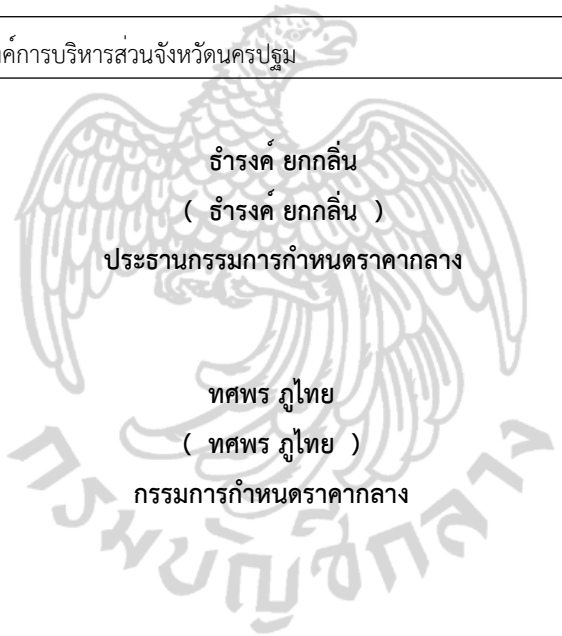 องค์การบริหารส่วนจังหวัดนครปฐม
ธำรงค์ ยกกลิ่น
( ธำรงค์ ยกกลิ่น )
ประธานกรรมการกำหนดราคากลาง
ทศพร ภูไทย
( ทศพร ภูไทย )
กรรมการกำหนดราคากลาง
กรมบัญชีกลาง